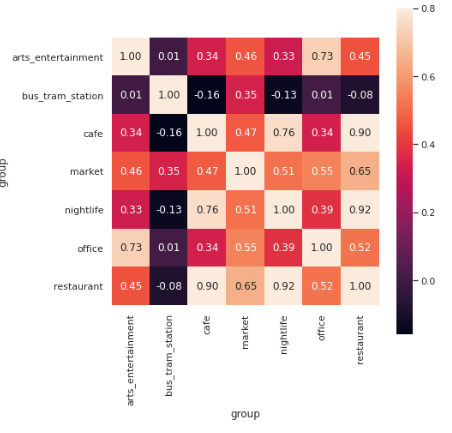 arts_entertainment 1.00 0.01 0.34 0.46 0.33 0.73 0.45
bus_tram_station 0.01 1.00 -0.16 0.35 -0.13 0.01 -0.08
cafe 0.34 -0.16 1.00 0.47 0.76 0.34 0.90
market 0.46 0.35 0.47 1.00 0.51 0.55 0.65
nightlife 0.33 -0.13 0.76 0.51 1.00 0.39 0.92
office 0.73 0.01 0.34 0.55 0.39 1.00 0.52
restaurant 0.45 -0.08 0.90 0.65 0.92 0.52 1.00
group
arts_entertainment
bus_tram_station
cafe
market
nightlife
office
restaurant
group
0.8
0.6
0.4
0.2
0.0